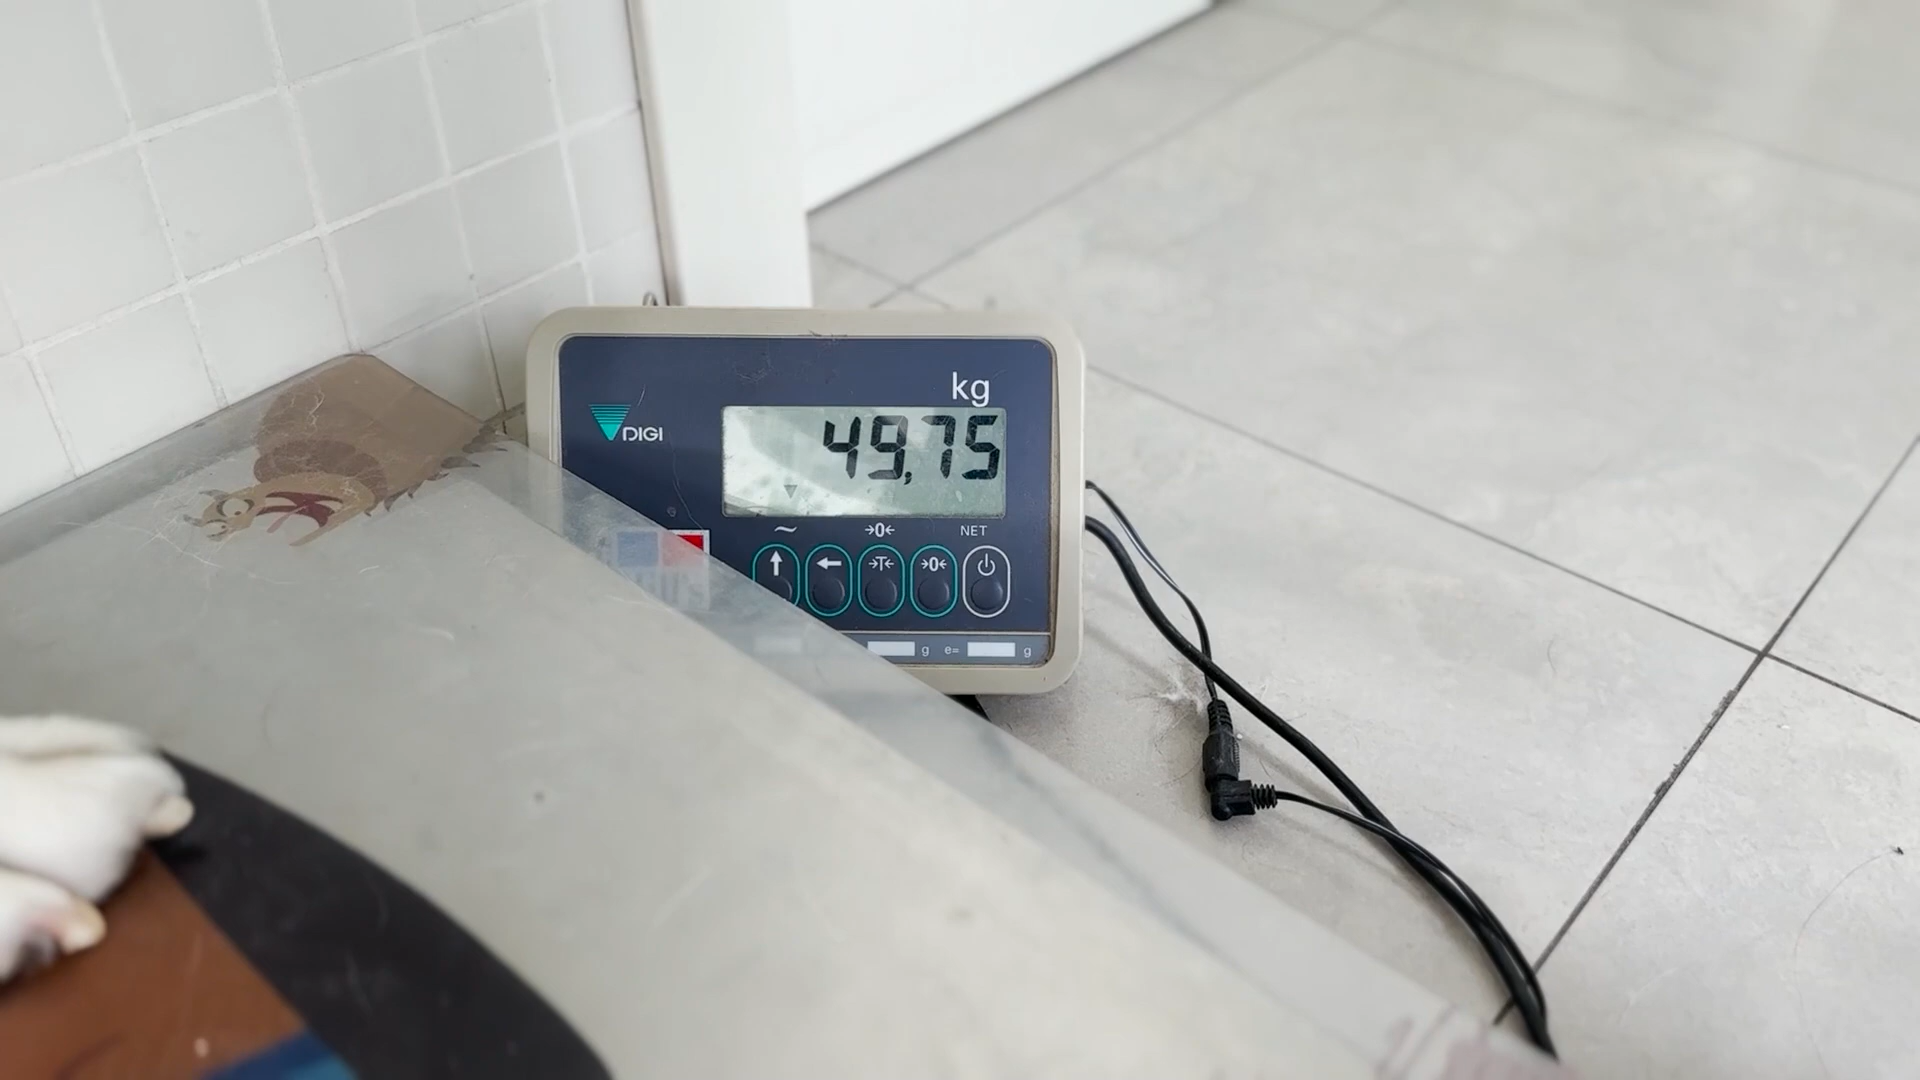 kg
DIGI
49,75
~ →0← NET
↑ ← →T← →0←
g e= g